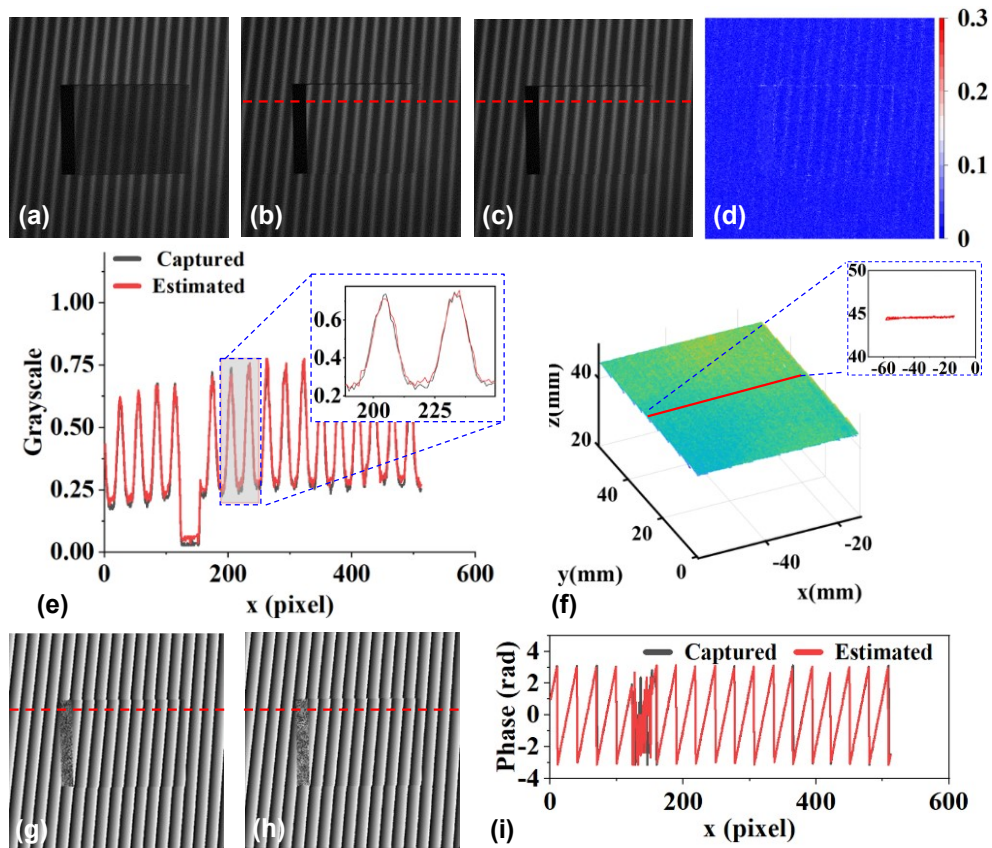 (a)
(b)
(c)
(d)
0.3
0.2
0.1
0
Captured
Estimated
1.00
0.75
0.50
0.25
0.00
Grayscale
0
200
400
600
x (pixel)
(e)
0.6
0.4
0.2
200
225
z(mm)
40
20
40
20
0
y(mm)
-40
-20
x(mm)
(f)
50
45
40
-60
-40
-20
0
(g)
(h)
Captured
Estimated
Phase (rad)
4
2
0
-2
-4
0
200
400
600
x (pixel)
(i)